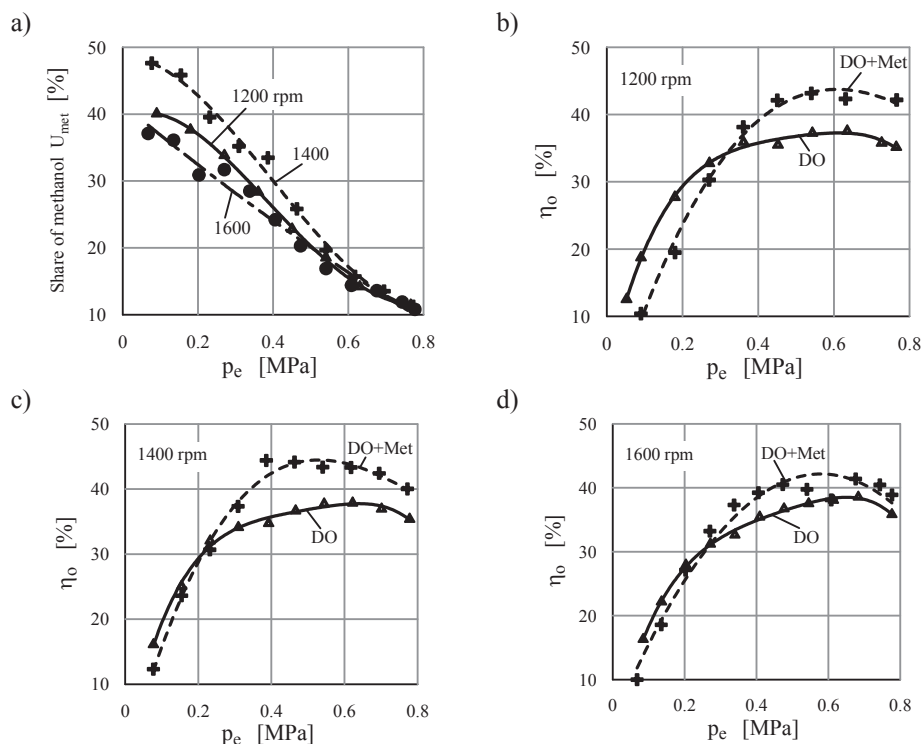 a)
Share of methanol U_met [%]
50
40
30
20
10
1200 rpm
1400
1600
0
0.2
0.4
0.6
0.8
p_e [MPa]
b)
η_o [%]
50
40
30
20
10
1200 rpm
DO+Met
DO
0
0.2
0.4
0.6
0.8
p_e [MPa]
c)
η_o [%]
50
40
30
20
10
1400 rpm
DO+Met
DO
0
0.2
0.4
0.6
0.8
p_e [MPa]
d)
η_o [%]
50
40
30
20
10
1600 rpm
DO+Met
DO
0
0.2
0.4
0.6
0.8
p_e [MPa]